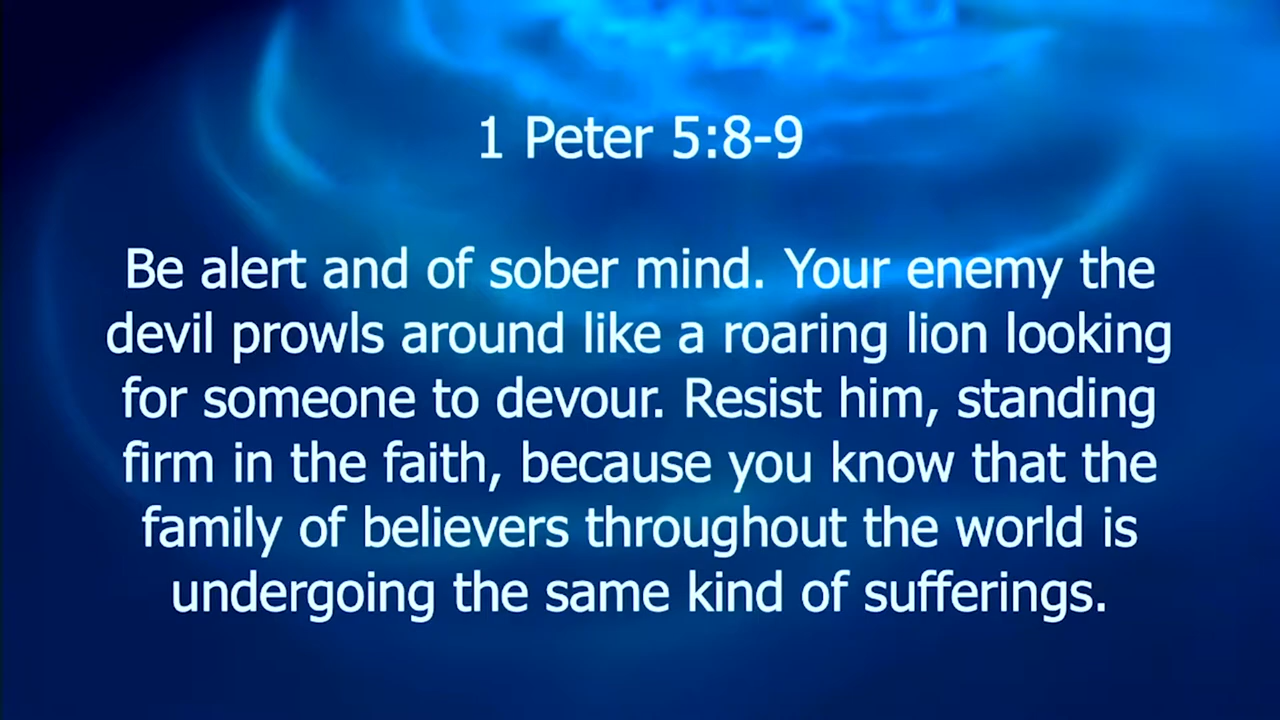 1 Peter 5:8-9
Be alert and of sober mind. Your enemy the
devil prowls around like a roaring lion looking
for someone to devour. Resist him, standing
firm in the faith, because you know that the
family of believers throughout the world is
undergoing the same kind of sufferings.